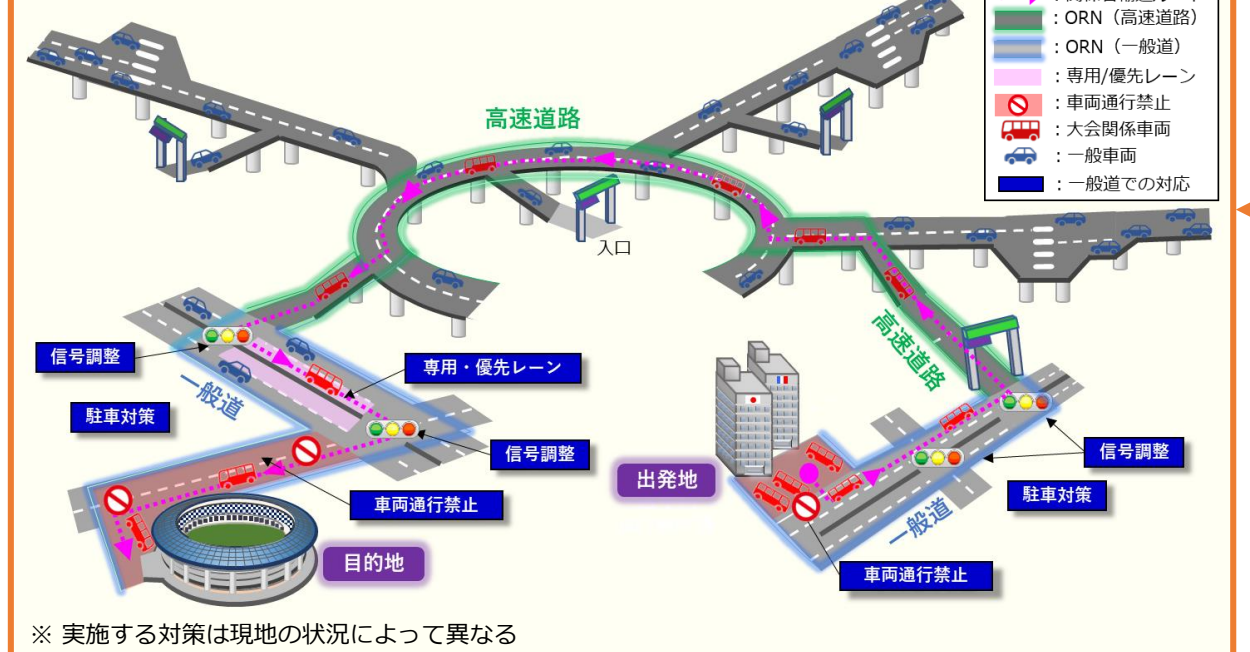 ：ORN（高速道路）
：ORN（一般道）
：専用/優先レーン
：車両通行禁止
：大会関係車両
：一般車両
：一般道での対応
高速道路
入口
高速道路
信号調整
専用・優先レーン
一般道
駐車対策
信号調整
信号調整
出発地
駐車対策
車両通行禁止
一般道
目的地
車両通行禁止
※ 実施する対策は現地の状況によって異なる